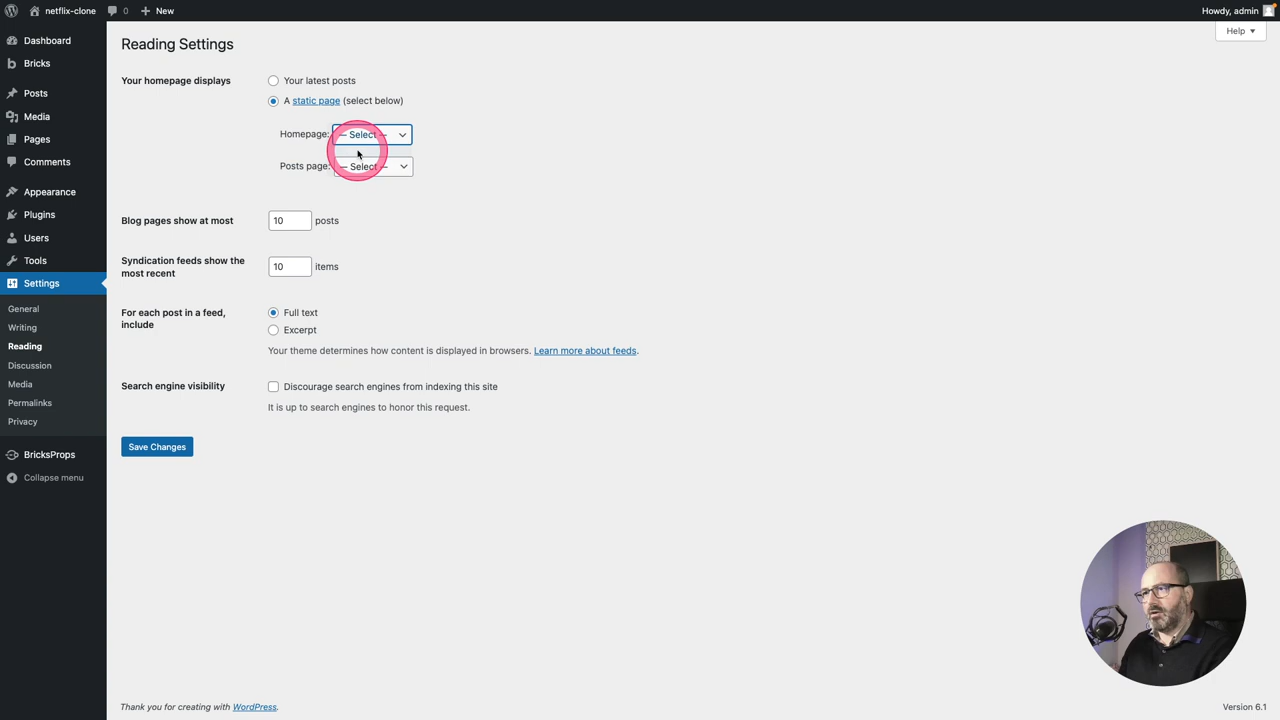 netflix-clone 0 New Howdy, admin
Help
Dashboard
Bricks
Posts
Media
Pages
Comments
Appearance
Plugins
Users
Tools
Settings
General
Writing
Reading
Discussion
Media
Permalinks
Privacy
BricksProps
Collapse menu
Reading Settings
Your homepage displays
Your latest posts
A static page (select below)
Homepage: — Select —
Posts page: — Select —
Blog pages show at most 10 posts
Syndication feeds show the
most recent
10 items
For each post in a feed,
include
Full text
Excerpt
Your theme determines how content is displayed in browsers. Learn more about feeds.
Search engine visibility
Discourage search engines from indexing this site
It is up to search engines to honor this request.
Save Changes
Thank you for creating with WordPress. Version 6.1